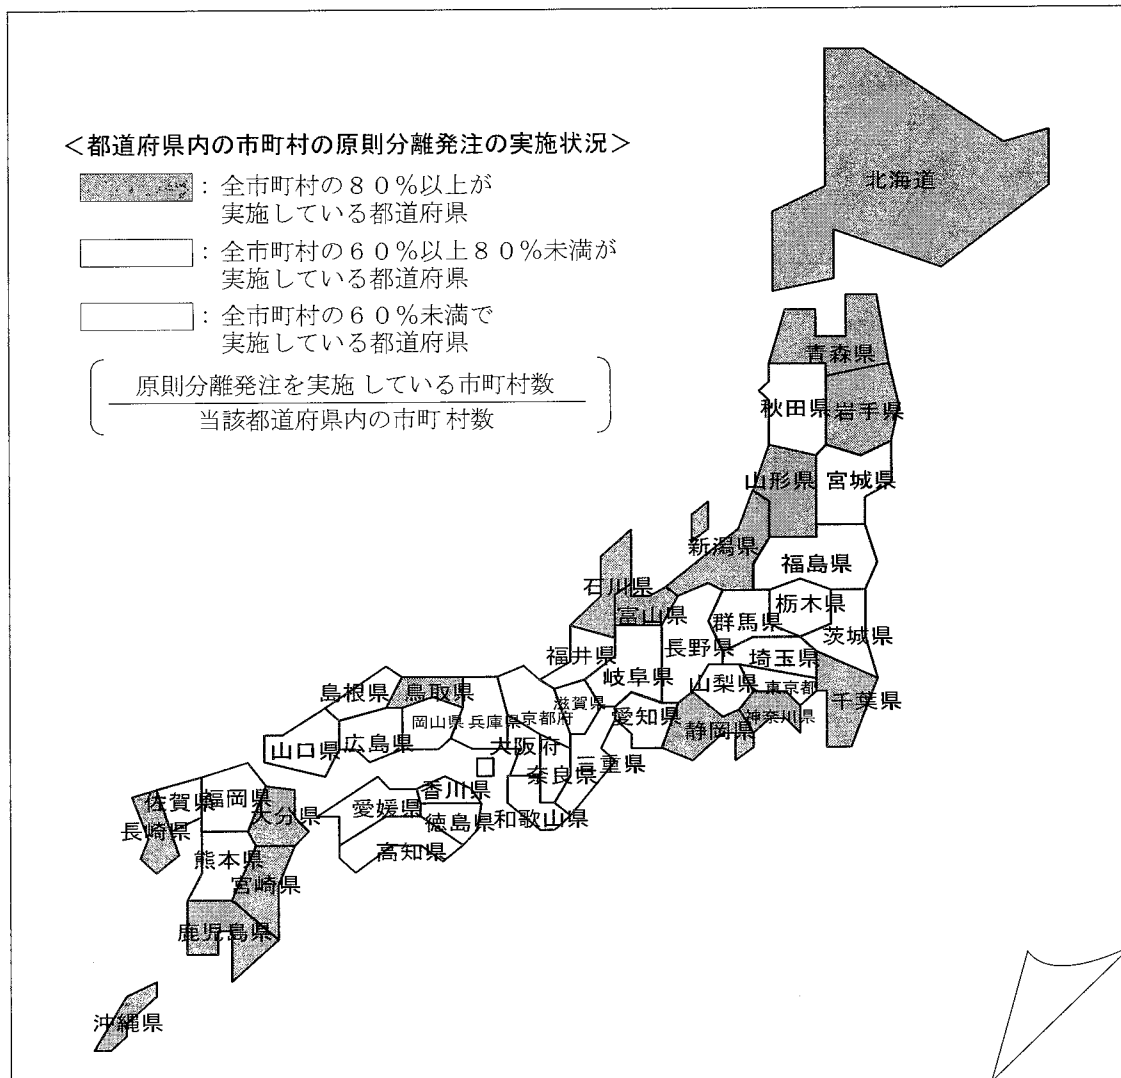 ＜都道府県内の市町村の原則分離発注の実施状況＞
：全市町村の８０％以上が
実施している都道府県
：全市町村の６０％以上８０％未満が
実施している都道府県
：全市町村の６０％未満で
実施している都道府県
原則分離発注を実施 している市町村数
当該都道府県内の市町 村数
北海道
青森県
秋田県
岩手県
山形県
宮城県
新潟県
福島県
石川県
富山県
栃木県
群馬県
茨城県
長野県
福井県
埼玉県
岐阜県
山梨県
東京都
千葉県
島根県
鳥取県
滋賀県
愛知県
静岡県
神奈川県
岡山県
兵庫県
京都府
山口県
広島県
大阪府
奈良県
三重県
香川県
佐賀県
福岡県
愛媛県
大分県
長崎県
徳島県
和歌山県
高知県
熊本県
宮崎県
鹿児島県
沖縄県